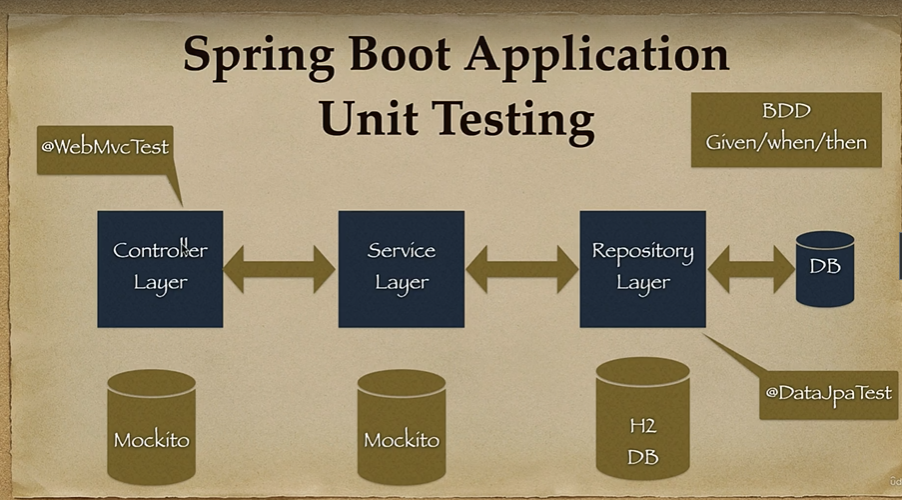 Spring Boot Application
Unit Testing
BDD
Given/when/then
@WebMvcTest
Controller
Layer
Service
Layer
Repository
Layer
DB
@DataJpaTest
Mockito
Mockito
H2
DB